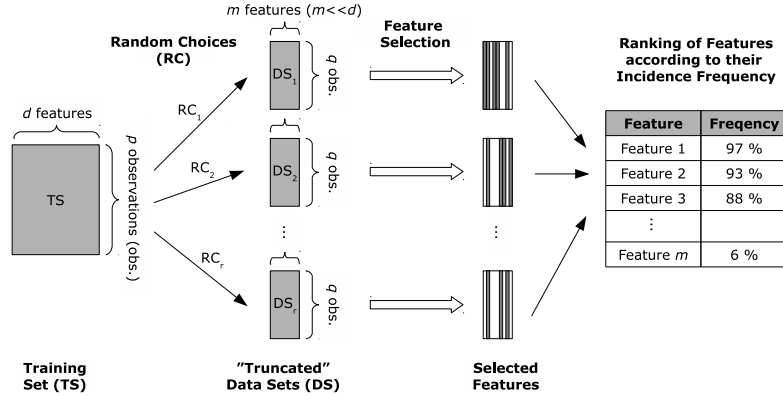 m features (m<<d)
Random Choices
(RC)
Feature
Selection
Ranking of Features
according to their
Incidence Frequency
d features
p observations (obs.)
TS
RC1
RC2
RCr
DS1
q obs.
DS2
q obs.
...
DSr
q obs.
...
Feature Freqency
Feature 1 97 %
Feature 2 93 %
Feature 3 88 %
...
Feature m 6 %
Training
Set (TS)
”Truncated”
Data Sets (DS)
Selected
Features